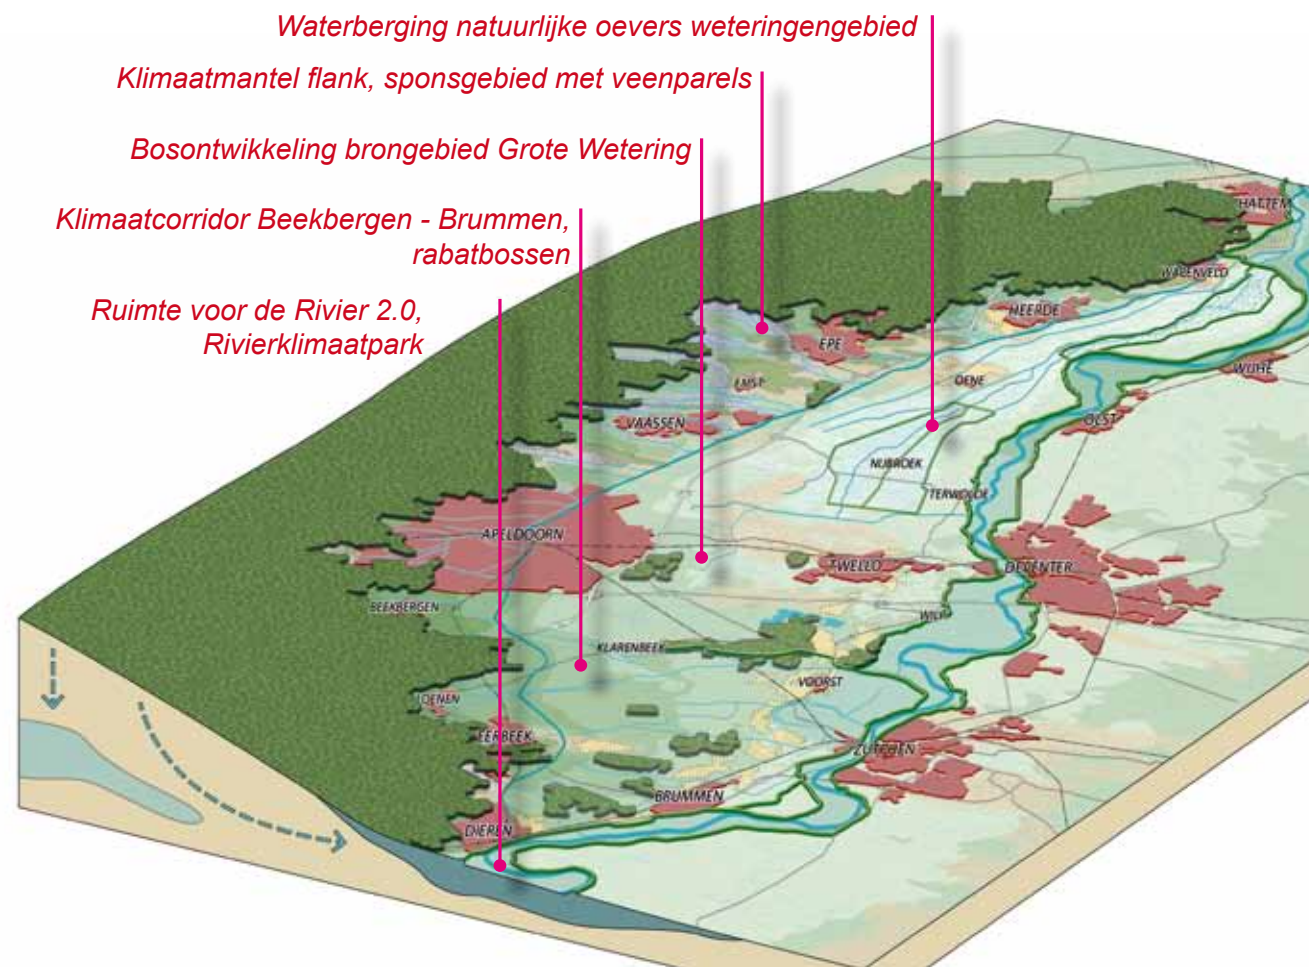 Waterberging natuurlijke oevers weteringengebied
Klimaatmantel flank, sponsgebied met veenparels
Bosontwikkeling brongebied Grote Wetering
Klimaatcorridor Beekbergen - Brummen,
rabatbossen
Ruimte voor de Rivier 2.0,
Rivierklimaatpark
HATTEM
WAPENVELD
HEERDE
EPE
WIJHE
EMST
OENE
OLST
VAASSEN
NIJBROEK
TERWOLDE
APELDOORN
TWELLO
DEVENTER
BEEKBERGEN
WILP
KLARENBEEK
VOORST
LOENEN
EERBEEK
ZUTPHEN
BRUMMEN
DIEREN